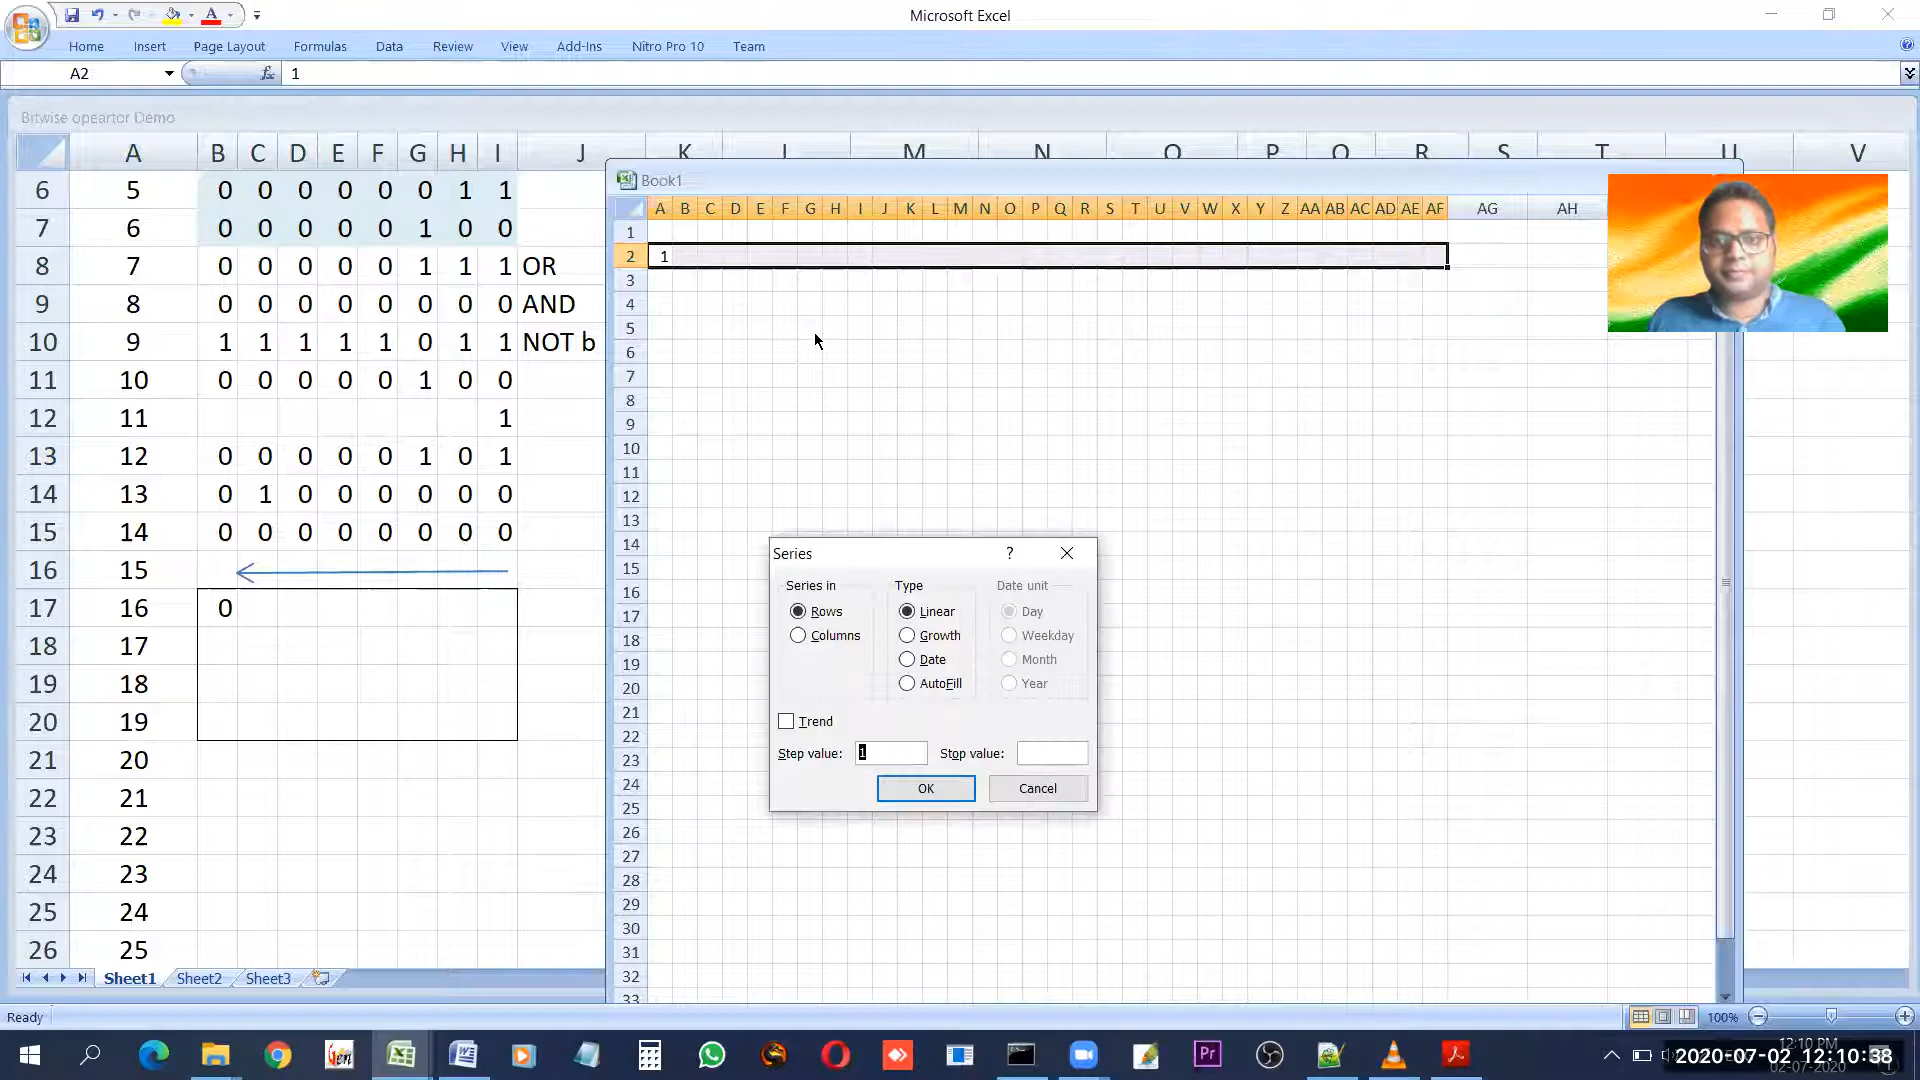 Microsoft Excel
Home Insert Page Layout Formulas Data Review View Add-Ins Nitro Pro 10 Team
A2 fx 1
Bitwise opeartor Demo
A B C D E F G H I J K L M N O P Q R S T U V
6 5 0 0 0 0 0 0 1 1
7 6 0 0 0 0 0 1 0 0
8 7 0 0 0 0 0 1 1 1 OR
9 8 0 0 0 0 0 0 0 0 AND
10 9 1 1 1 1 1 0 1 1 NOT b
11 10 0 0 0 0 0 1 0 0
12 11 1
13 12 0 0 0 0 0 1 0 1
14 13 0 1 0 0 0 0 0 0
15 14 0 0 0 0 0 0 0 0
16 15
17 16 0
18 17
19 18
20 19
21 20
22 21
23 22
24 23
25 24
26 25
Sheet1 Sheet2 Sheet3
Book1
A B C D E F G H I J K L M N O P Q R S T U V W X Y Z AA AB AC AD AE AF AG AH
1
2 1
3
4
5
6
7
8
9
10
11
12
13
14
15
16
17
18
19
20
21
22
23
24
25
26
27
28
29
30
31
32
33
Series ?
Series in Type Date unit
Rows Linear Day
Columns Growth Weekday
Date Month
AutoFill Year
Trend
Step value: 1 Stop value:
OK Cancel
Ready 100%
Gen Pr
12:10 PM
02-07-2020
2020-07-02 12:10:38